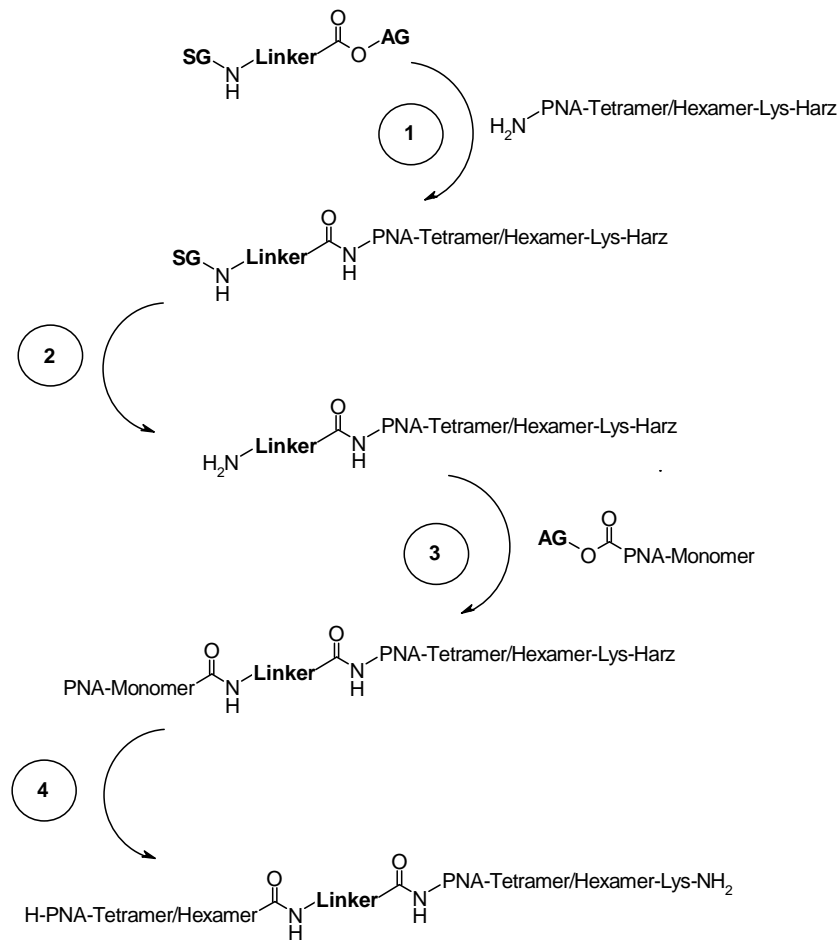 SG N H Linker O O AG
1
H2N PNA-Tetramer/Hexamer-Lys-Harz
SG N H Linker O N H PNA-Tetramer/Hexamer-Lys-Harz
2
H2N Linker O N H PNA-Tetramer/Hexamer-Lys-Harz
3
AG O O PNA-Monomer
PNA-Monomer O N H Linker O N H PNA-Tetramer/Hexamer-Lys-Harz
4
H-PNA-Tetramer/Hexamer O N H Linker O N H PNA-Tetramer/Hexamer-Lys-NH2